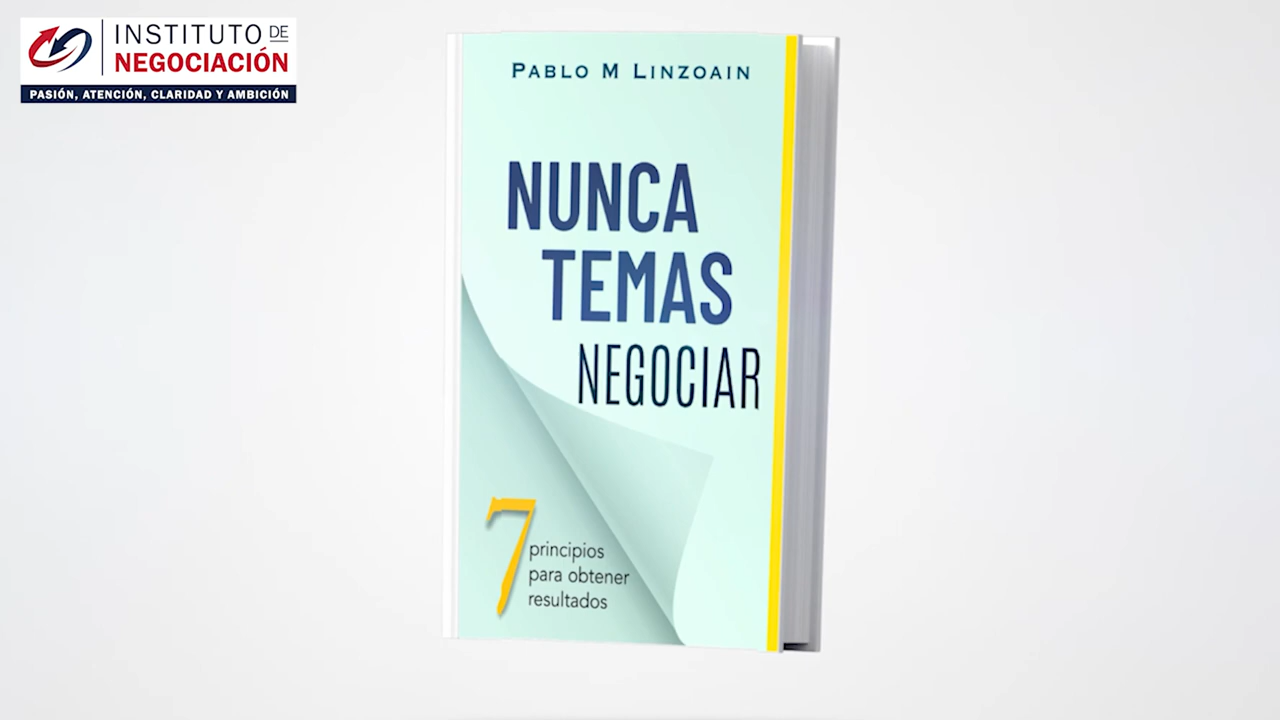 INSTITUTO DE
NEGOCIACIÓN
PASIÓN, ATENCIÓN, CLARIDAD Y AMBICIÓN
PABLO M LINZOAIN
NUNCA
TEMAS
NEGOCIAR
7
principios
para obtener
resultados